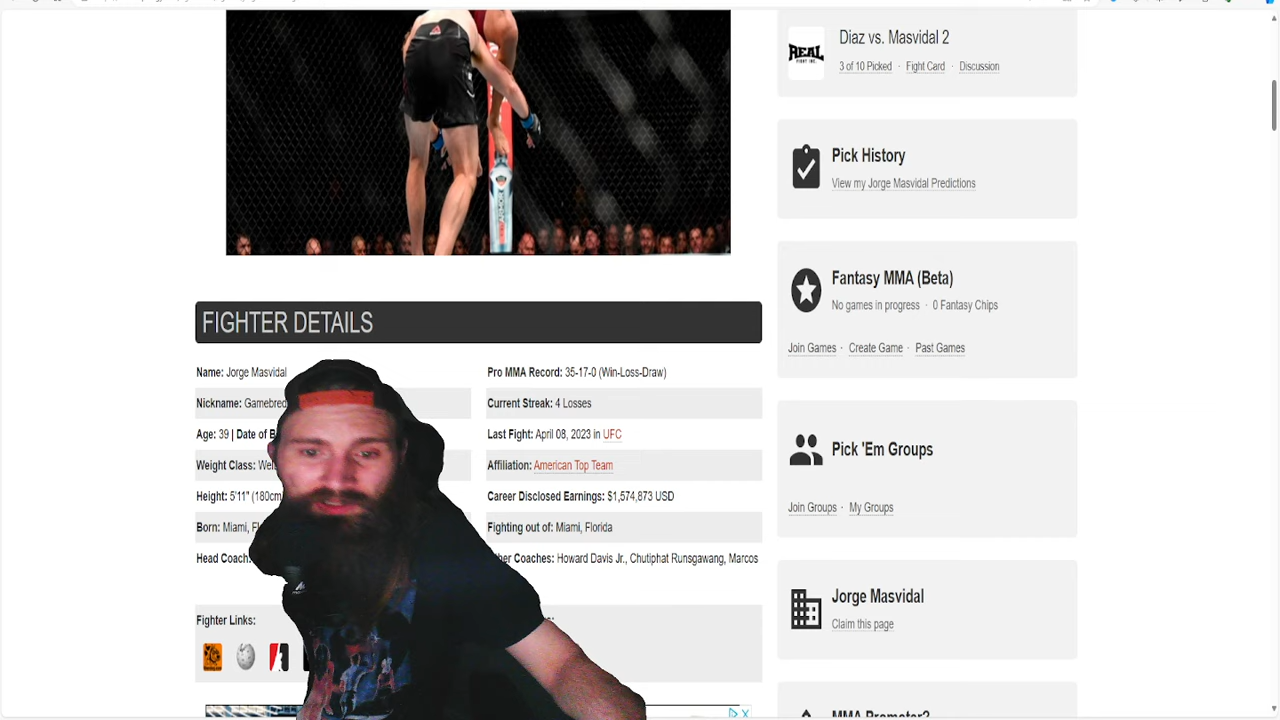 Diaz vs. Masvidal 2
REAL
3 of 10 Picked · Fight Card · Discussion
Pick History
View my Jorge Masvidal Predictions
Fantasy MMA (Beta)
No games in progress · 0 Fantasy Chips
Join Games · Create Game · Past Games
Pick 'Em Groups
Join Groups · My Groups
Jorge Masvidal
Claim this page
MMA Promoter?
FIGHTER DETAILS
Name: Jorge Masvidal
Pro MMA Record: 35-17-0 (Win-Loss-Draw)
Nickname: Gamebred
Current Streak: 4 Losses
Age: 39 | Date of B
Last Fight: April 08, 2023 in UFC
Weight Class: Wel
Affiliation: American Top Team
Height: 5'11" (180cm
Career Disclosed Earnings: $1,574,873 USD
Born: Miami, Fl
Fighting out of: Miami, Florida
Head Coach:
her Coaches: Howard Davis Jr., Chutiphat Runsgawang, Marcos
Fighter Links: